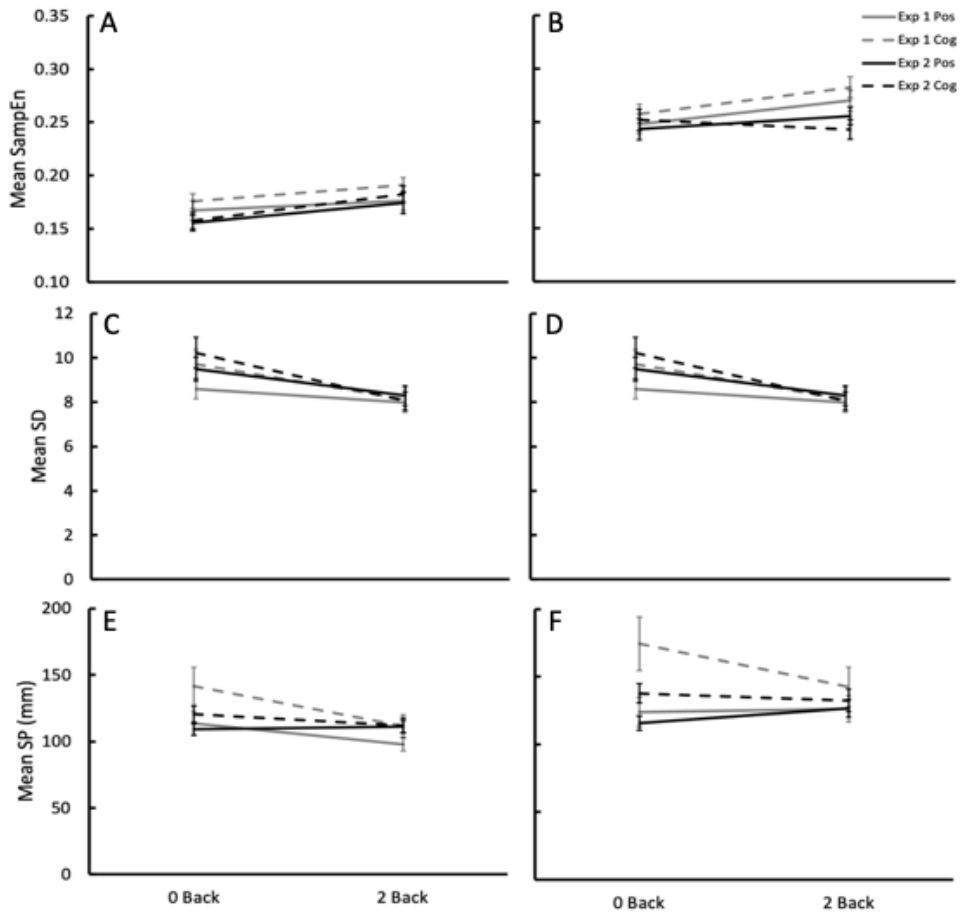 A
B
Exp 1 Pos
Exp 1 Cog
Exp 2 Pos
Exp 2 Cog
Mean SampEn
0.35
0.30
0.25
0.20
0.15
0.10
C
D
Mean SD
12
10
8
6
4
2
0
E
F
Mean SP (mm)
200
150
100
50
0
0 Back
2 Back
0 Back
2 Back